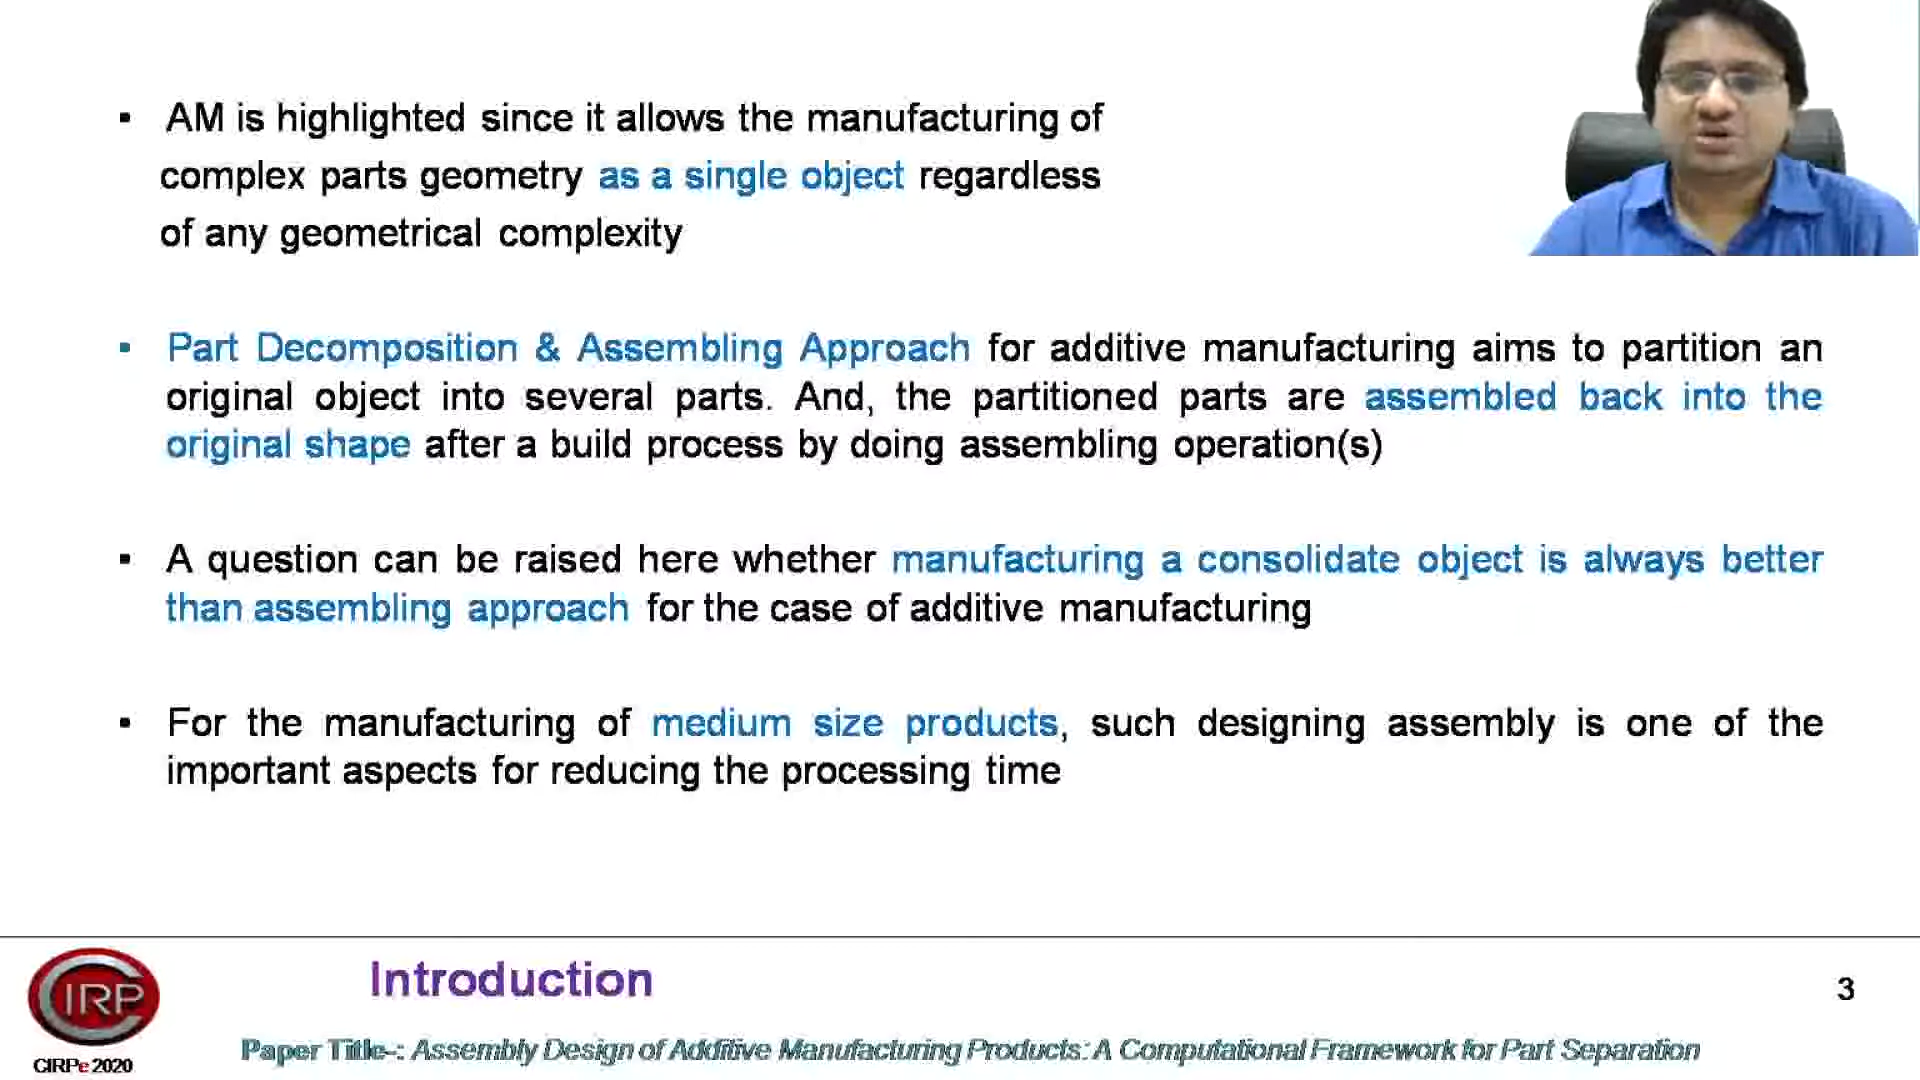 ▪ AM is highlighted since it allows the manufacturing of
complex parts geometry as a single object regardless
of any geometrical complexity
▪ Part Decomposition & Assembling Approach for additive manufacturing aims to partition an
original object into several parts. And, the partitioned parts are assembled back into the
original shape after a build process by doing assembling operation(s)
▪ A question can be raised here whether manufacturing a consolidate object is always better
than assembling approach for the case of additive manufacturing
▪ For the manufacturing of medium size products, such designing assembly is one of the
important aspects for reducing the processing time
CIRP
CIRPe 2020
Introduction
3
Paper Title-: Assembly Design of Additive Manufacturing Products: A Computational Framework for Part Separation